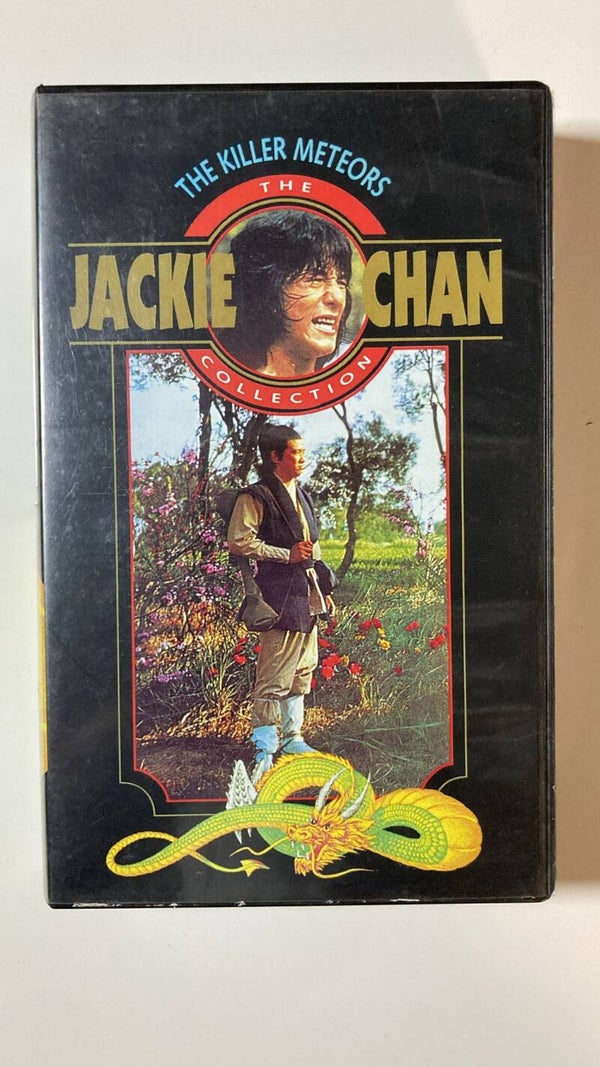 THE KILLER METEORS
THE
JACKIE CHAN
COLLECTION